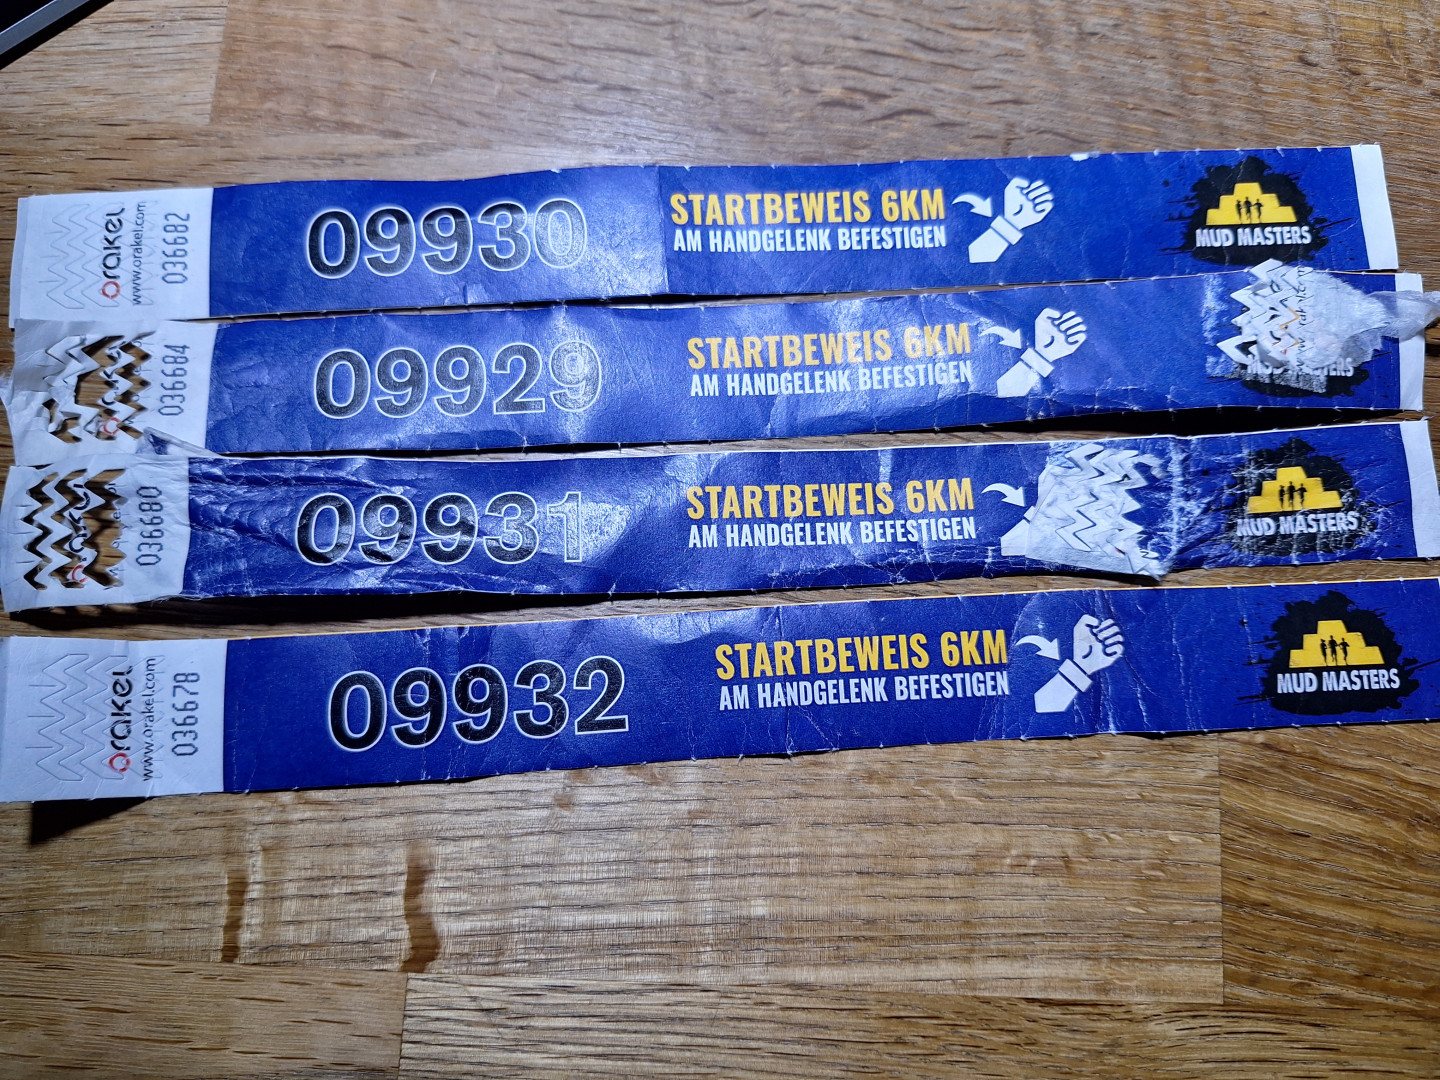 orakel
www.orakel.com
036682
09930
STARTBEWEIS 6KM
AM HANDGELENK BEFESTIGEN
MUD MASTERS
036684
09929
STARTBEWEIS 6KM
AM HANDGELENK BEFESTIGEN
036680
09931
STARTBEWEIS 6KM
AM HANDGELENK BEFESTIGEN
MUD MASTERS
orakel
www.orakel.com
036678
09932
STARTBEWEIS 6KM
AM HANDGELENK BEFESTIGEN
MUD MASTERS